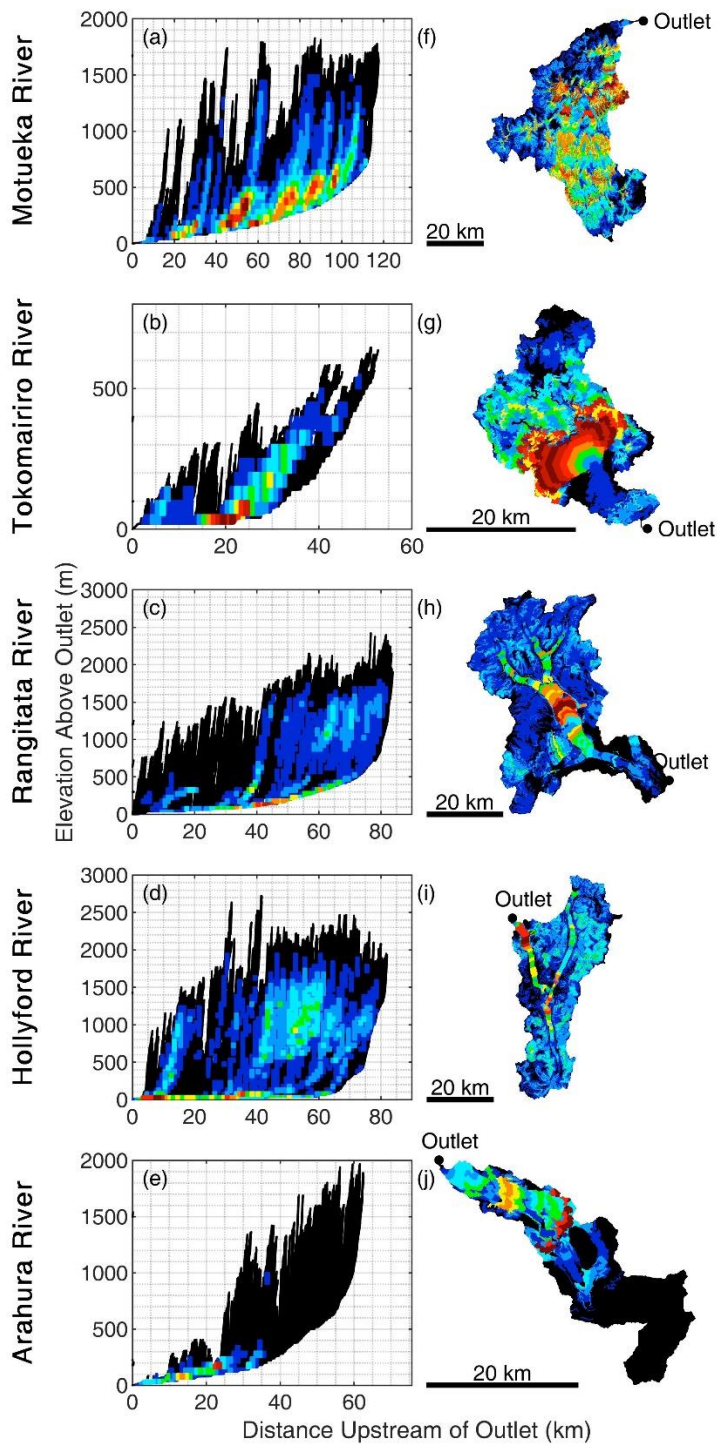 Motueka River
(a)
2000
1500
1000
500
0
0 20 40 60 80 100 120
(f)
Outlet
20 km
Tokomairiro River
(b)
500
0
0 20 40 60
(g)
Outlet
20 km
Rangitata River
Elevation Above Outlet (m)
(c)
3000
2500
2000
1500
1000
500
0
0 20 40 60 80
(h)
Outlet
20 km
Hollyford River
(d)
3000
2500
2000
1500
1000
500
0
0 20 40 60 80
(i)
Outlet
20 km
Arahura River
(e)
2000
1500
1000
500
0
0 20 40 60
Distance Upstream of Outlet (km)
(j)
Outlet
20 km